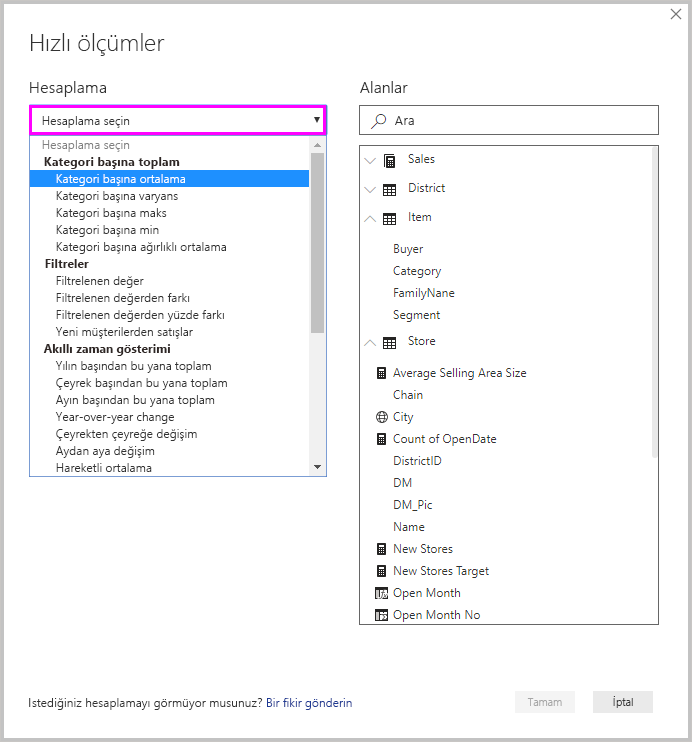 Hızlı ölçümler
Hesaplama
Hesaplama seçin
Hesaplama seçin
Kategori başına toplam
Kategori başına ortalama
Kategori başına varyans
Kategori başına maks
Kategori başına min
Kategori başına ağırlıklı ortalama
Filtreler
Filtrelenen değer
Filtrelenen değerden farkı
Filtrelenen değerden yüzde farkı
Yeni müşterilerden satışlar
Akıllı zaman gösterimi
Yılın başından bu yana toplam
Çeyrek başından bu yana toplam
Ayın başından bu yana toplam
Year-over-year change
Çeyrekten çeyreğe değişim
Aydan aya değişim
Hareketli ortalama
Alanlar
Ara
Sales
District
Item
Buyer
Category
FamilyNane
Segment
Store
Average Selling Area Size
Chain
City
Count of OpenDate
DistrictID
DM
DM_Pic
Name
New Stores
New Stores Target
Open Month
Open Month No
Istediğiniz hesaplamayı görmüyor musunuz? Bir fikir gönderin
Tamam
İptal